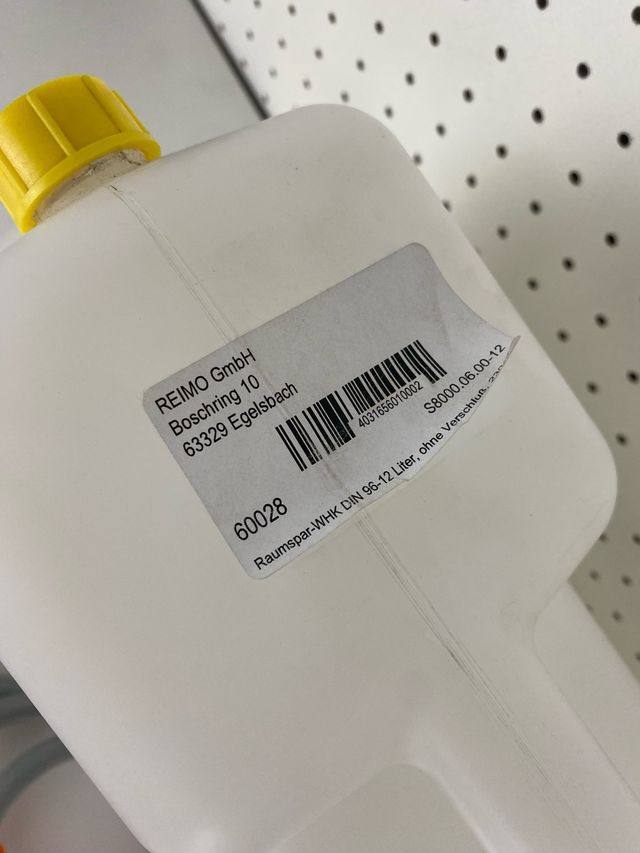 REIMO GmbH
Boschring 10
63329 Egelsbach
4031656010002
S8000.06.00-12
60028
Raumspar-WHK DIN 96-12 Liter, ohne Verschluß,